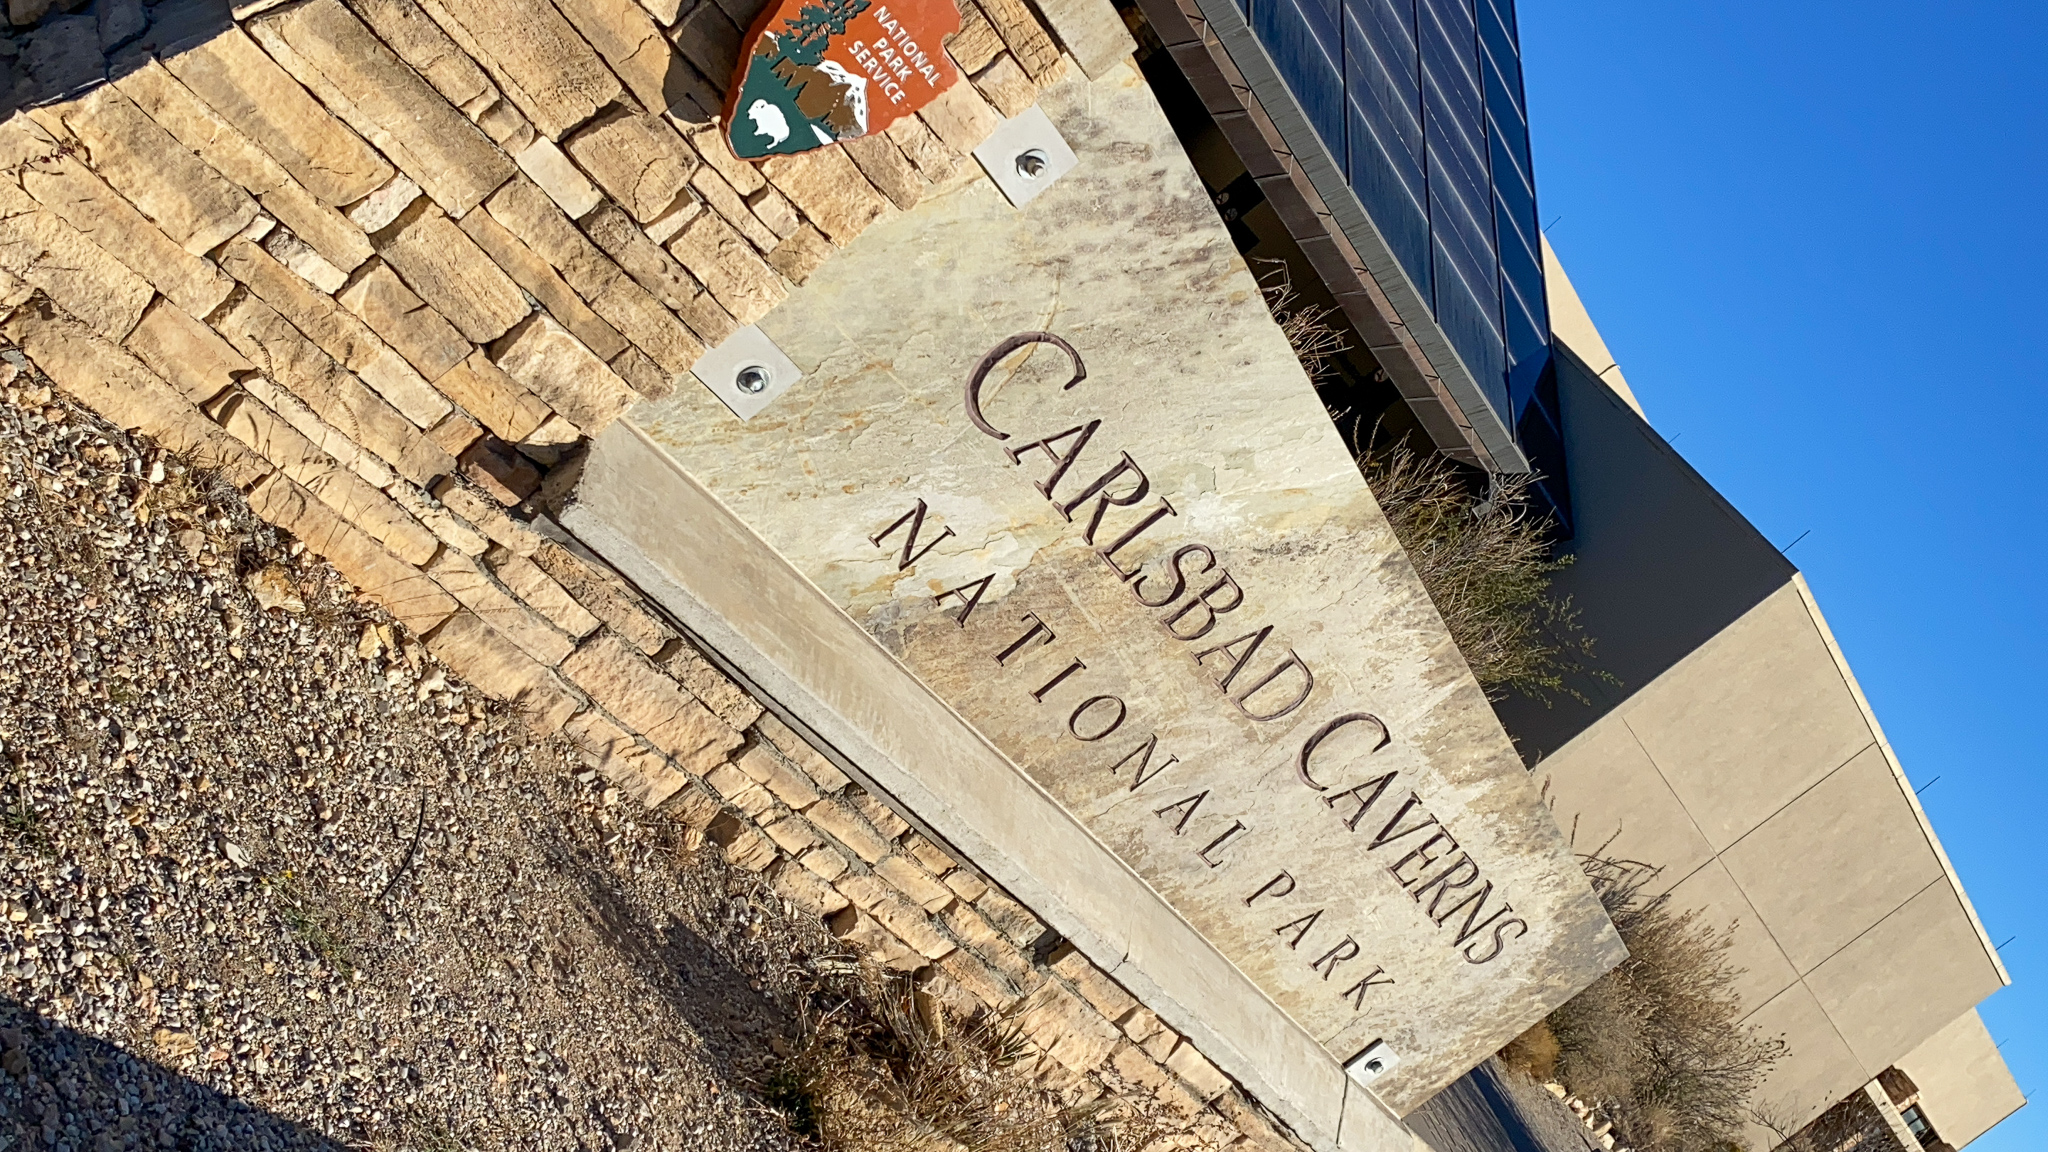 NATIONAL
PARK
SERVICE
CARLSBAD CAVERNS
NATIONAL PARK